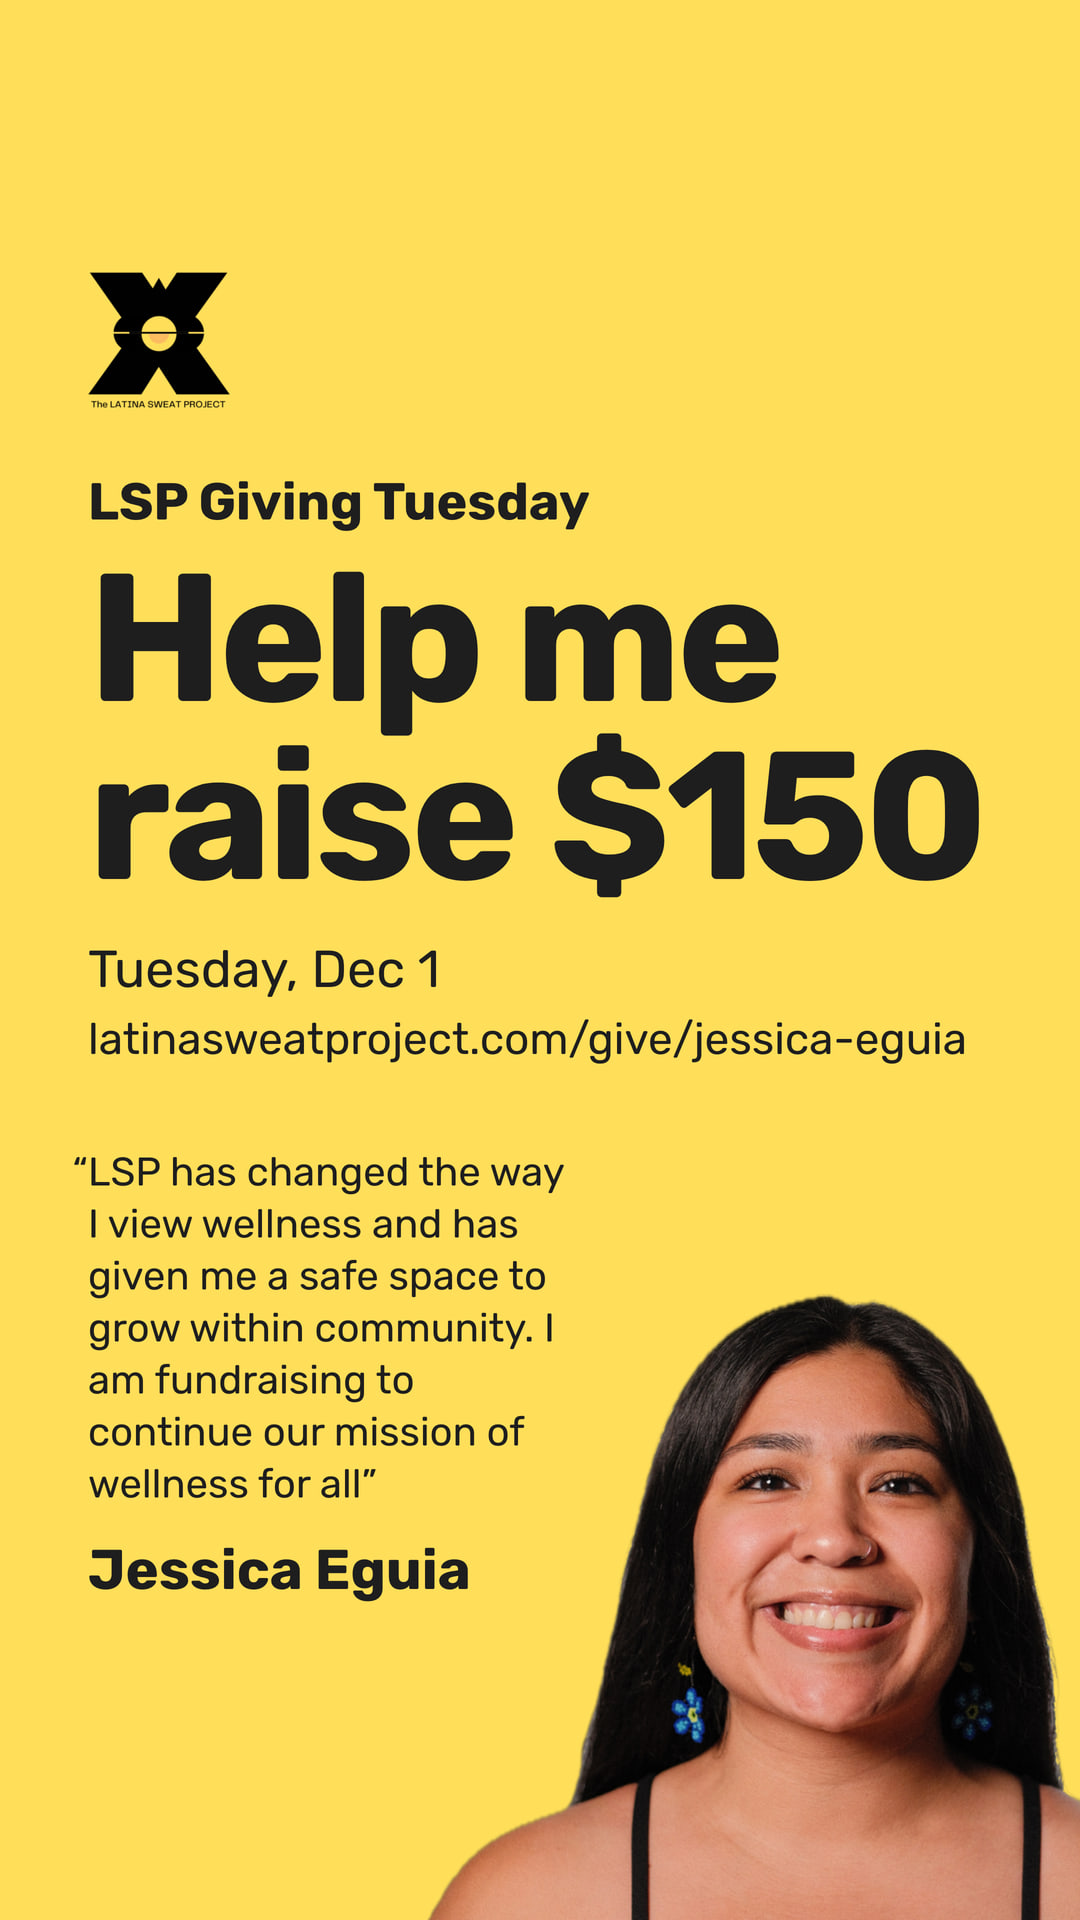 The LATINA SWEAT PROJECT
LSP Giving Tuesday
Help me
raise $150
Tuesday, Dec 1
latinasweatproject.com/give/jessica-eguia
“LSP has changed the way
I view wellness and has
given me a safe space to
grow within community. I
am fundraising to
continue our mission of
wellness for all”
Jessica Eguia